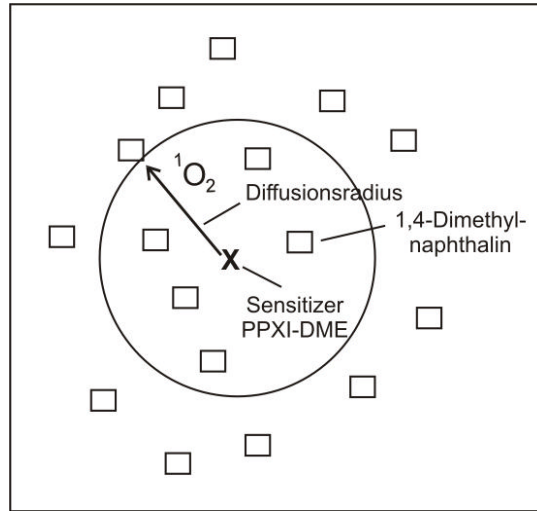 ¹O₂
Diffusionsradius
1,4-Dimethyl-
naphthalin
X
Sensitizer
PPXI-DME